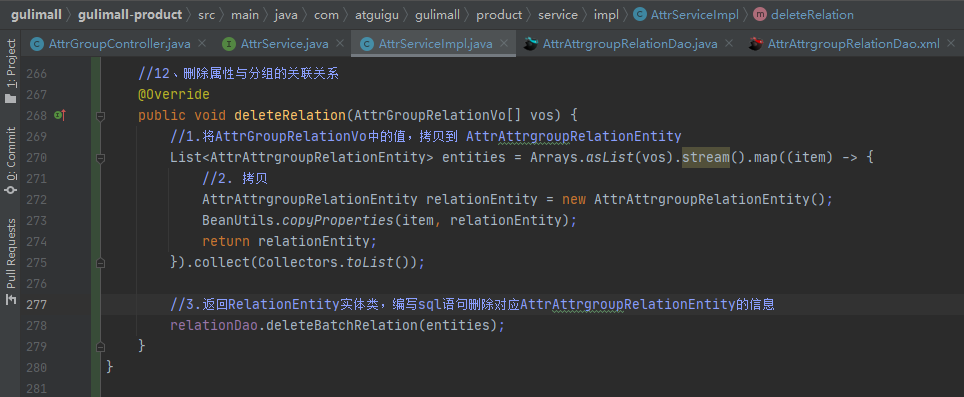 gulimall > gulimall-product > src > main > java > com > atguigu > gulimall > product > service > impl > AttrServiceImpl > deleteRelation
AttrGroupController.java × AttrService.java × AttrServiceImpl.java × AttrAttrgroupRelationDao.java × AttrAttrgroupRelationDao.xml ×
1: Project
0: Commit
Pull Requests
266 //12、删除属性与分组的关联关系
267 @Override
268 public void deleteRelation(AttrGroupRelationVo[] vos) {
269 //1.将AttrGroupRelationVo中的值，拷贝到 AttrAttrgroupRelationEntity
270 List<AttrAttrgroupRelationEntity> entities = Arrays.asList(vos).stream().map((item) -> {
271 //2. 拷贝
272 AttrAttrgroupRelationEntity relationEntity = new AttrAttrgroupRelationEntity();
273 BeanUtils.copyProperties(item, relationEntity);
274 return relationEntity;
275 }).collect(Collectors.toList());
276
277 //3.返回RelationEntity实体类，编写sql语句删除对应AttrAttrgroupRelationEntity的信息
278 relationDao.deleteBatchRelation(entities);
279 }
280 }
281